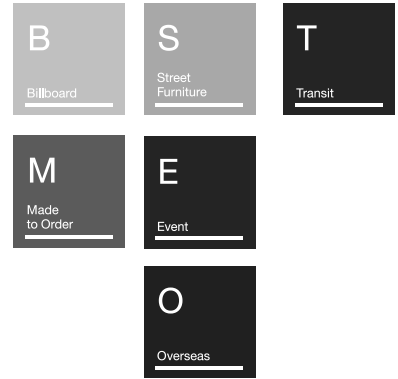 B
Billboard
S
Street
Furniture
T
Transit
M
Made
to Order
E
Event
O
Overseas